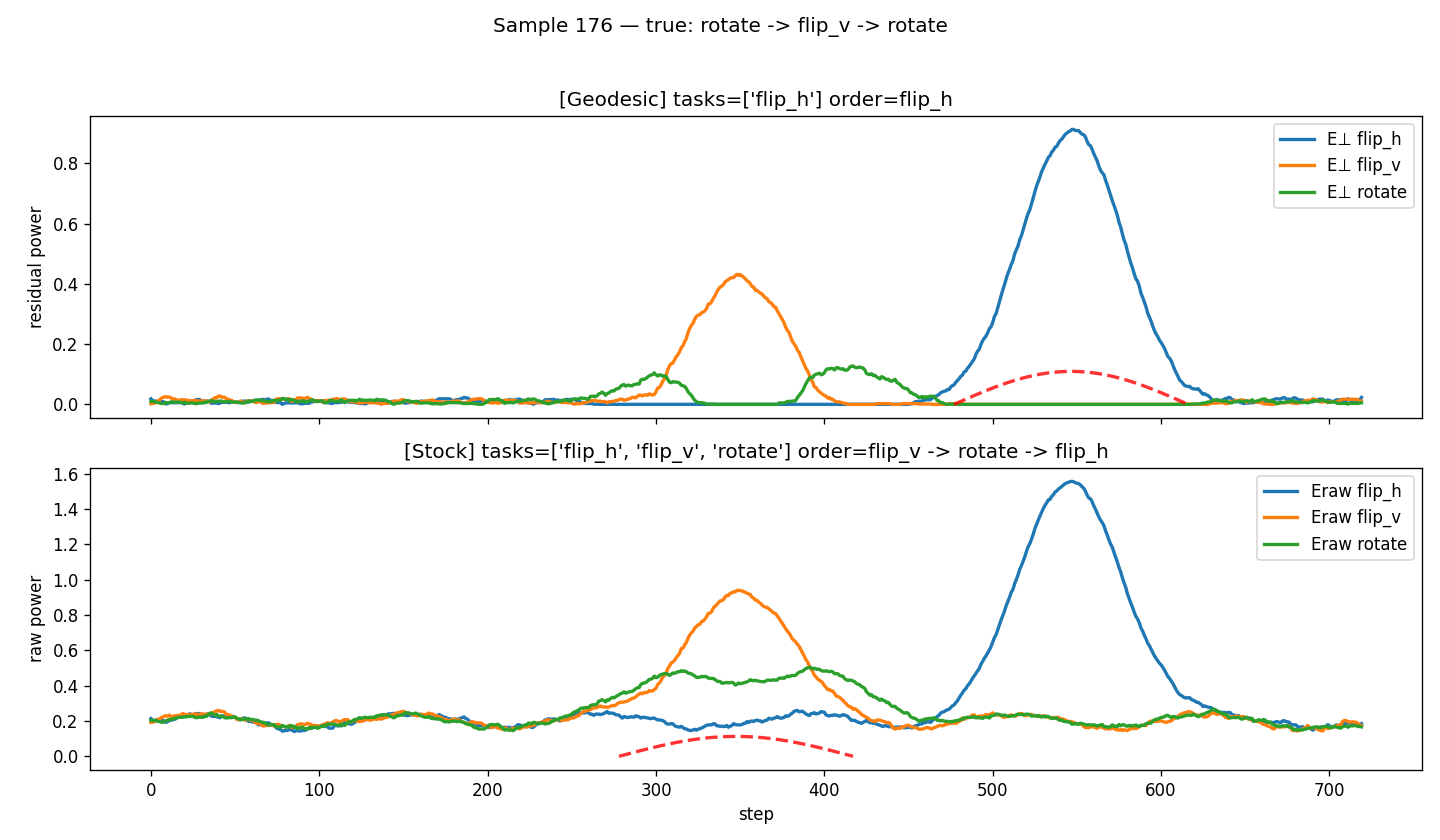 Sample 176 — true: rotate -> flip_v -> rotate
[Geodesic] tasks=['flip_h'] order=flip_h
residual power
0.8
0.6
0.4
0.2
0.0
E⊥ flip_h
E⊥ flip_v
E⊥ rotate
[Stock] tasks=['flip_h', 'flip_v', 'rotate'] order=flip_v -> rotate -> flip_h
raw power
1.6
1.4
1.2
1.0
0.8
0.6
0.4
0.2
0.0
Eraw flip_h
Eraw flip_v
Eraw rotate
0 100 200 300 400 500 600 700
step